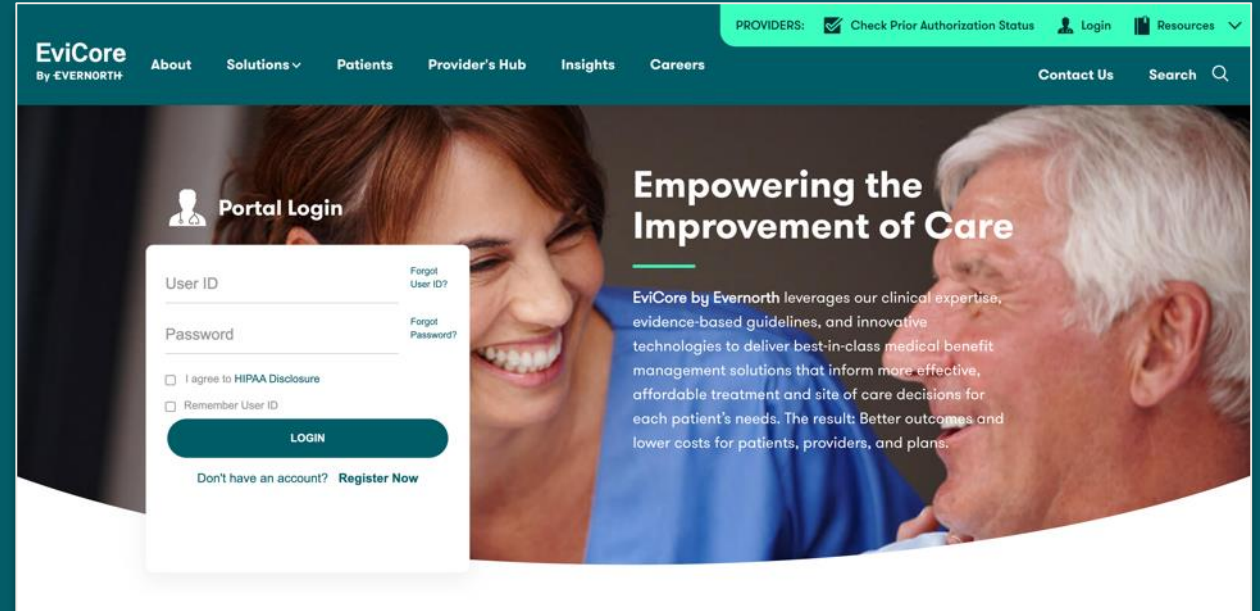 PROVIDERS: Check Prior Authorization Status Login Resources
EviCore
By EVERNORTH
About Solutions Patients Provider's Hub Insights Careers
Contact Us Search
Portal Login
User ID
Forgot
User ID?
Password
Forgot
Password?
I agree to HIPAA Disclosure
Remember User ID
LOGIN
Don't have an account? Register Now
Empowering the
Improvement of Care
EviCore by Evernorth leverages our clinical expertise,
evidence-based guidelines, and innovative
technologies to deliver best-in-class medical benefit
management solutions that inform more effective,
affordable treatment and site of care decisions for
each patient's needs. The result: Better outcomes and
lower costs for patients, providers, and plans.